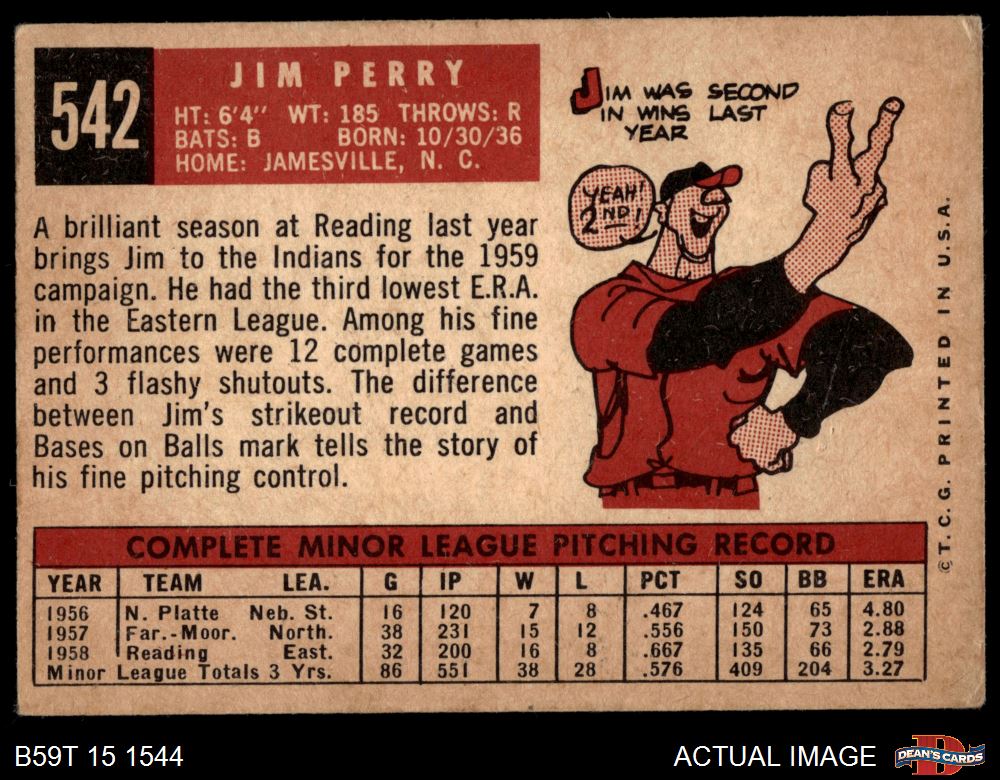 542
JIM PERRY
HT: 6'4" WT: 185 THROWS: R
BATS: B BORN: 10/30/36
HOME: JAMESVILLE, N. C.
JIM WAS SECOND
IN WINS LAST
YEAR
YEAH!
2ND!
A brilliant season at Reading last year
brings Jim to the Indians for the 1959
campaign. He had the third lowest E.R.A.
in the Eastern League. Among his fine
performances were 12 complete games
and 3 flashy shutouts. The difference
between Jim's strikeout record and
Bases on Balls mark tells the story of
his fine pitching control.
COMPLETE MINOR LEAGUE PITCHING RECORD
YEAR TEAM LEA. G IP W L PCT SO BB ERA
1956 N. Platte Neb. St. 16 120 7 8 .467 124 65 4.80
1957 Far.-Moor. North. 38 231 15 12 .556 150 73 2.88
1958 Reading East. 32 200 16 8 .667 135 66 2.79
Minor League Totals 3 Yrs. 86 551 38 28 .576 409 204 3.27
©T. C. G. PRINTED IN U.S.A.
B59T 15 1544
ACTUAL IMAGE
D
DEAN'S CARDS